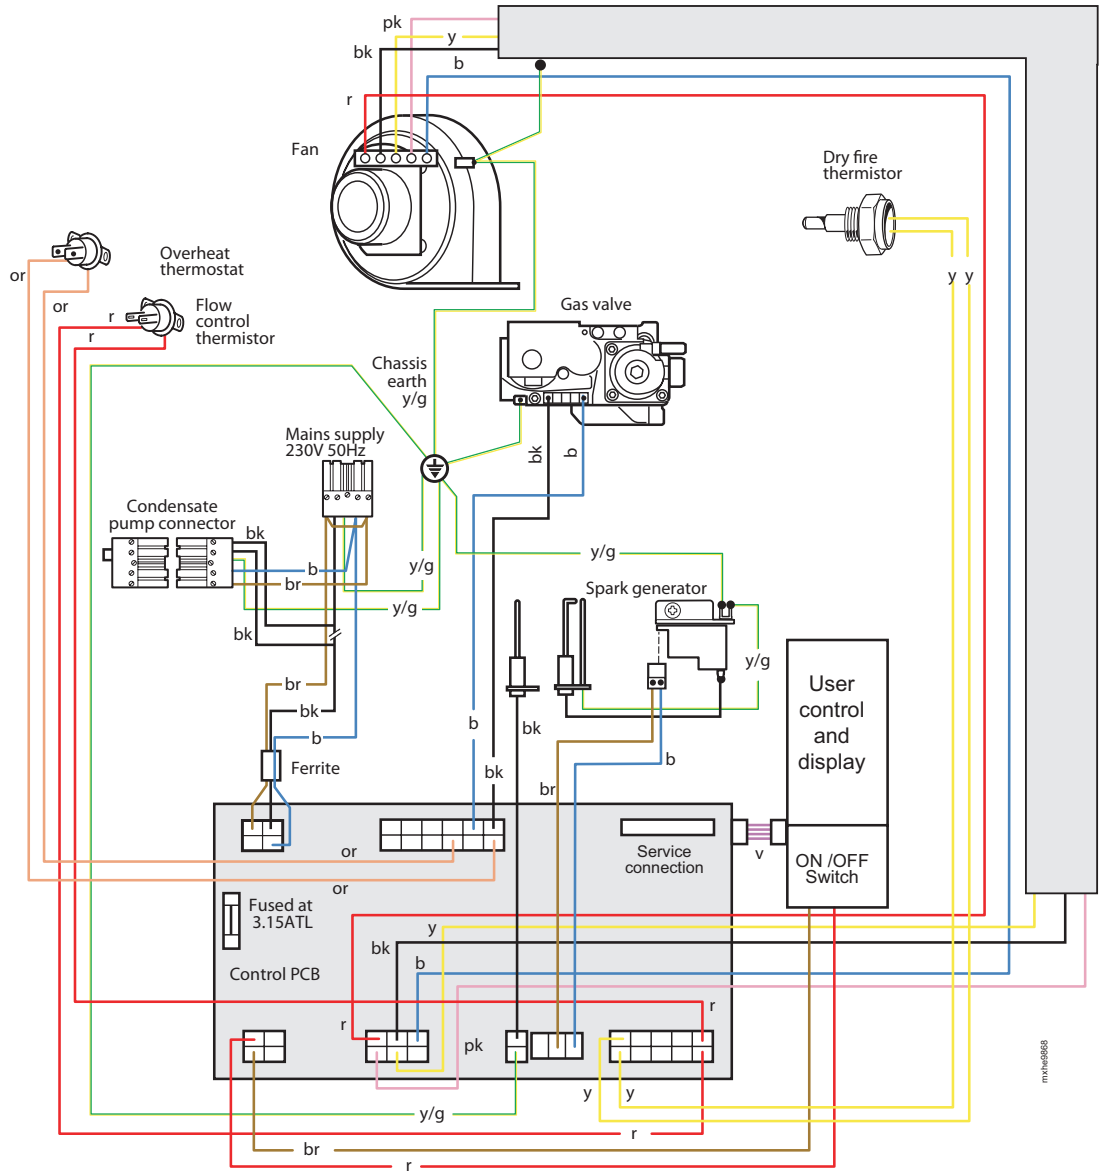 pk
y
bk
b
r
Fan
Dry fire
thermistor
Overheat
thermostat
or
or
y y
Flow
control
thermistor
r
r
Gas valve
Chassis
earth
y/g
Mains supply
230V 50Hz
bk
b
Condensate
pump connector
bk
b
br
y/g
y/g
y/g
bk
Spark generator
y/g
br
bk
b
b
bk
User
control
and
display
b
Ferrite
bk
br
or
Service
connection
v
ON /OFF
Switch
or
Fused at
3.15ATL
y
bk
b
Control PCB
r
r
pk
mxhe9868
y
y
y/g
r
br
r